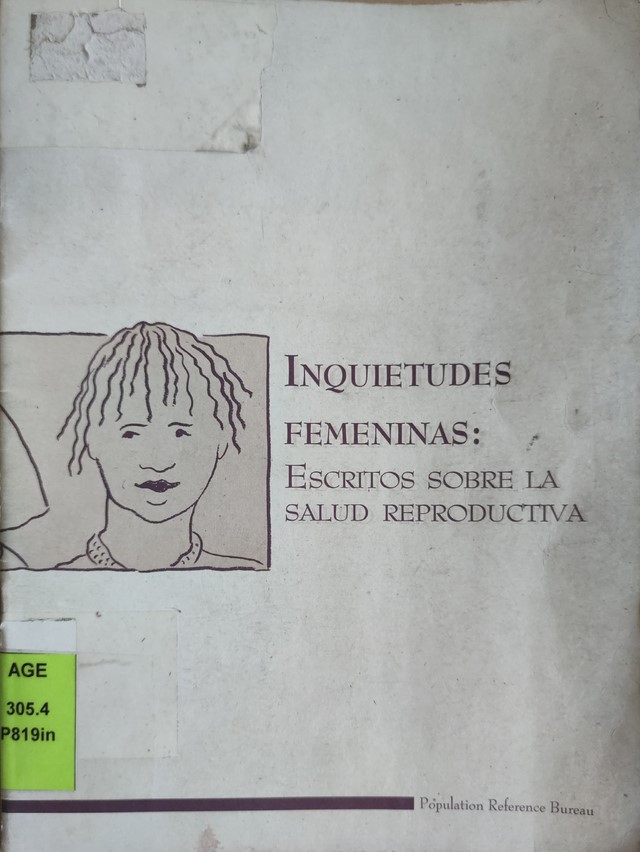 INQUIETUDES
FEMENINAS:
ESCRITOS SOBRE LA
SALUD REPRODUCTIVA
AGE
305.4
P819in
Population Reference Bureau